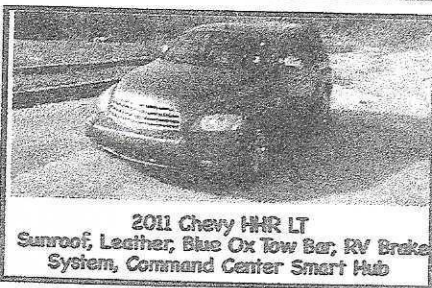 2011 Chevy HHR LT
Sunroof, Leather, Blue Ox Tow Bar, RV Brake
System, Command Center Smart Hub